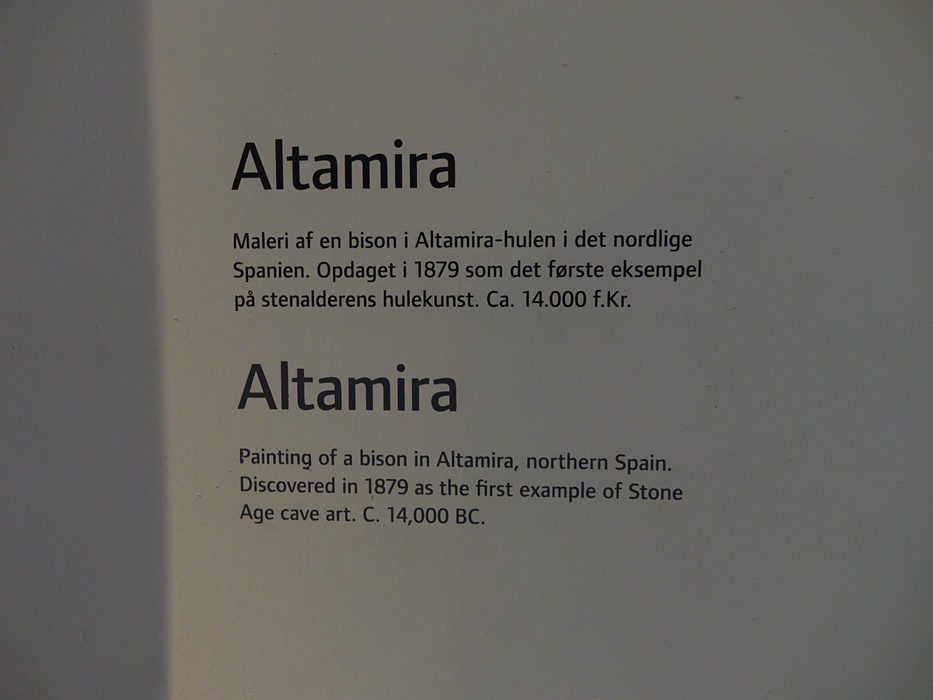 Altamira
Maleri af en bison i Altamira-hulen i det nordlige
Spanien. Opdaget i 1879 som det første eksempel
på stenalderens hulekunst. Ca. 14.000 f.Kr.
Altamira
Painting of a bison in Altamira, northern Spain.
Discovered in 1879 as the first example of Stone
Age cave art. C. 14,000 BC.